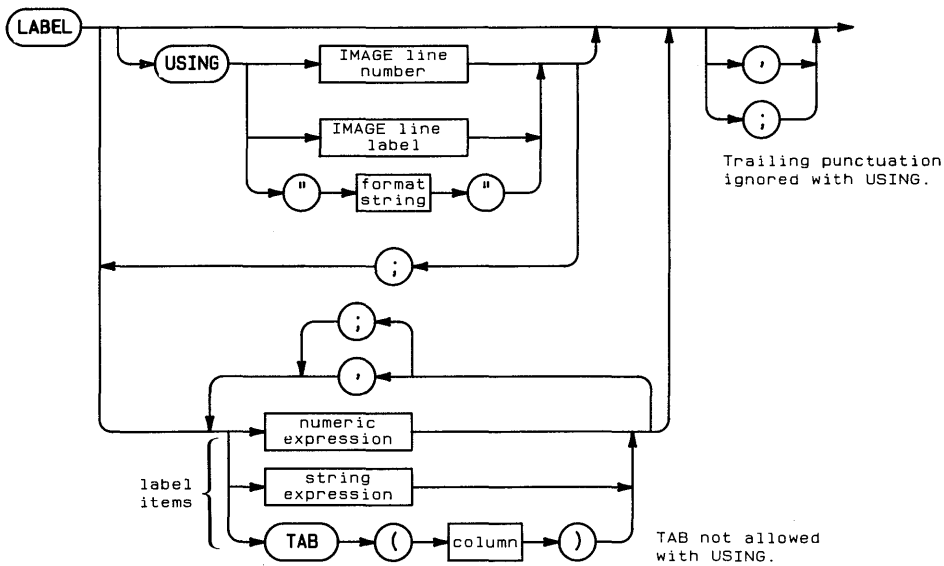 LABEL
USING
IMAGE line
number
,
;
IMAGE line
label
" format
string "
Trailing punctuation
ignored with USING.
;
;
,
numeric
expression
label
items
string
expression
TAB ( column )
TAB not allowed
with USING.